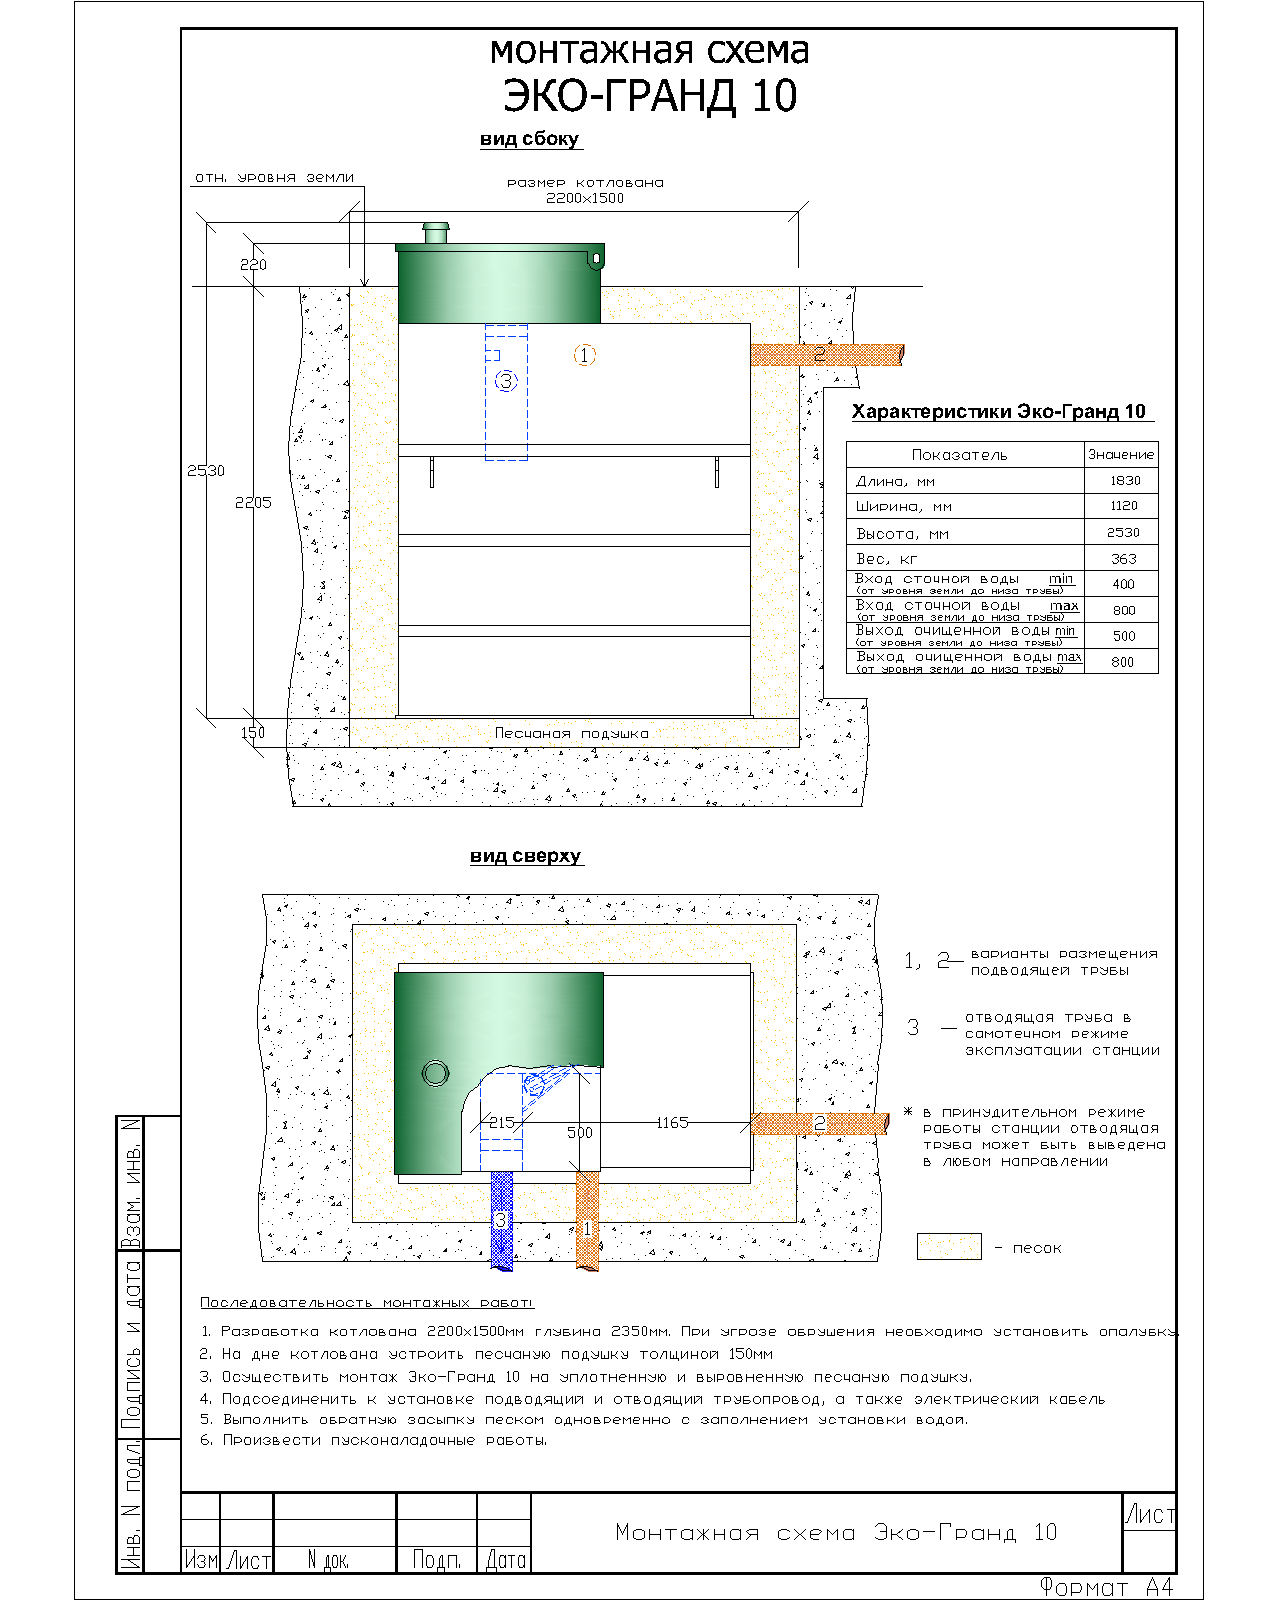 монтажная схема
ЭКО-ГРАНД 10
вид сбоку
отн. уровня земли
размер котлована
2200х1500
220
2530
2205
150
1
2
3
Песчаная подушка
Характеристики Эко-Гранд 10
Показатель Значение
Длина, мм 1830
Ширина, мм 1120
Высота, мм 2530
Вес, кг 363
Вход сточной воды min 400
(от уровня земли до низа трубы)
Вход сточной воды max 800
(от уровня земли до низа трубы)
Выход очищенной воды min 500
(от уровня земли до низа трубы)
Выход очищенной воды max 800
(от уровня земли до низа трубы)
вид сверху
215
500
1165
2
3
1
1, 2— варианты размещения
подводящей трубы
3 — отводящая труба в
самотечном режиме
эксплуатации станции
* в принудительном режиме
работы станции отводящая
труба может быть выведена
в любом направлении
- песок
Последовательность монтажных работ:
1. Разработка котлована 2200х1500мм глубина 2350мм. При угрозе обрушения необходимо установить опалубку.
2. На дне котлована устроить песчаную подушку толщиной 150мм
3. Осуществить монтаж Эко-Гранд 10 на уплотненную и выровненную песчаную подушку.
4. Подсоединенить к установке подводящий и отводящий трубопровод, а также электрический кабель
5. Выполнить обратную засыпку песком одновременно с заполнением установки водой.
6. Произвести пусконаладочные работы.
Взам. инв. N
Подпись и дата
Инв. N подл.
Изм Лист N док. Подп. Дата
Монтажная схема Эко-Гранд 10
Лист
Формат А4